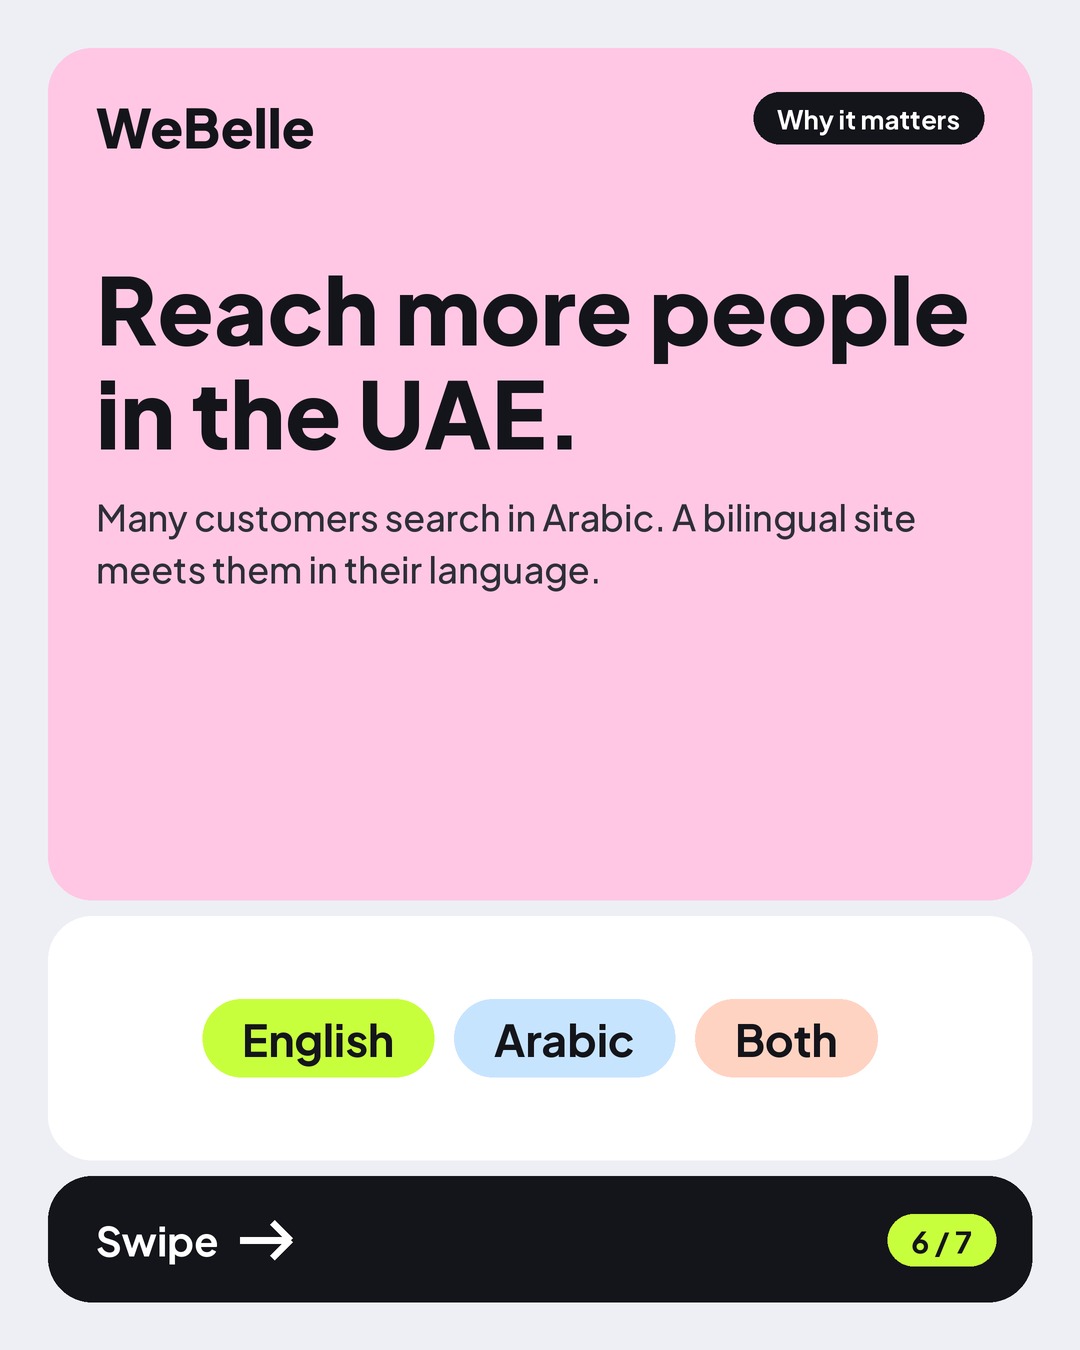 WeBelle
Why it matters
Reach more people
in the UAE.
Many customers search in Arabic. A bilingual site
meets them in their language.
English
Arabic
Both
Swipe →
6 / 7